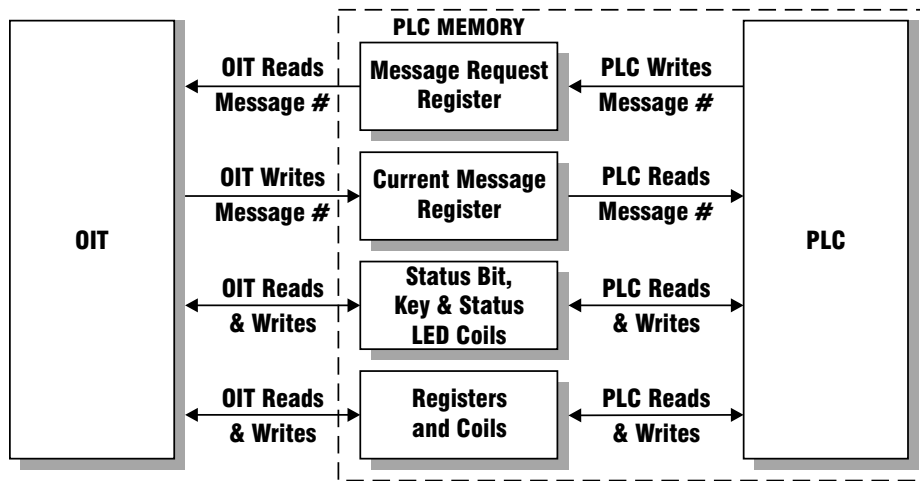 PLC MEMORY
OIT Reads
Message #
Message Request
Register
PLC Writes
Message #
OIT Writes
Message #
Current Message
Register
PLC Reads
Message #
OIT
PLC
OIT Reads
& Writes
Status Bit,
Key & Status
LED Coils
PLC Reads
& Writes
OIT Reads
& Writes
Registers
and Coils
PLC Reads
& Writes